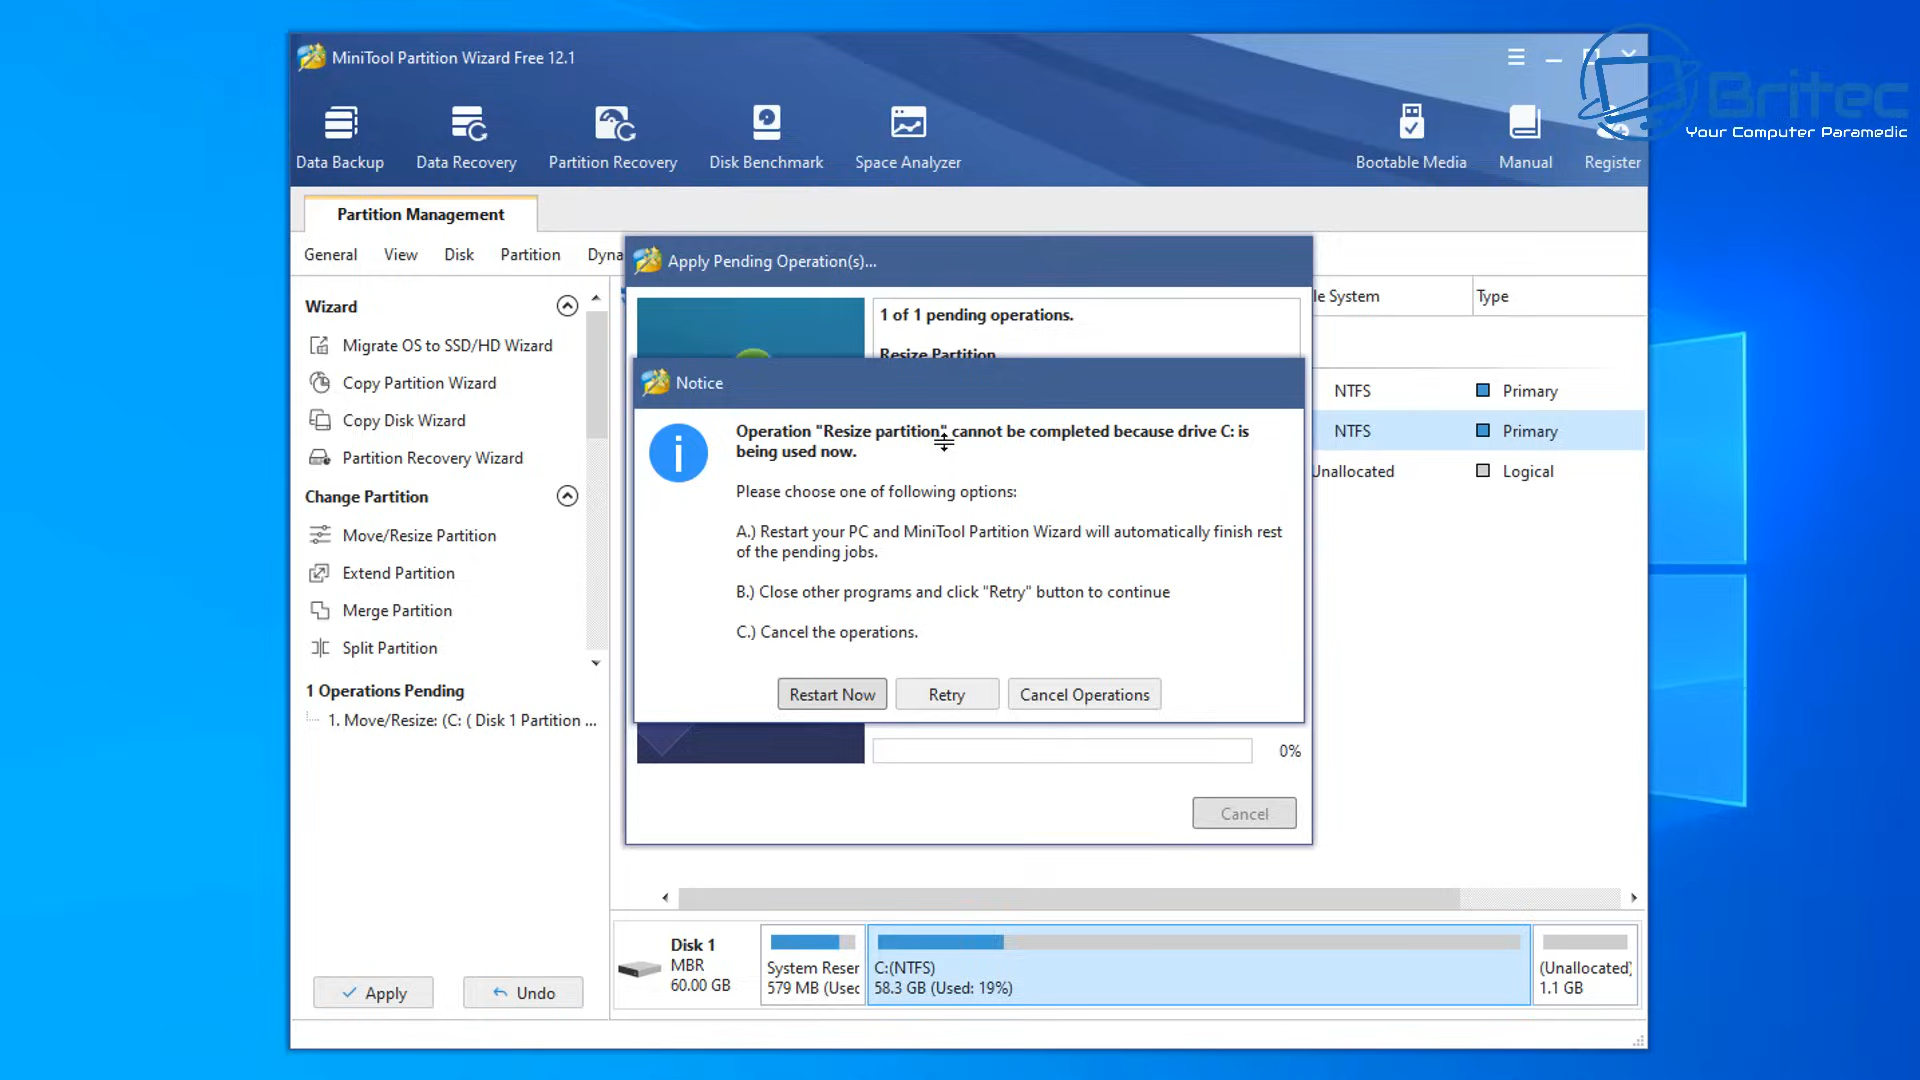 MiniTool Partition Wizard Free 12.1
Britec
Your Computer Paramedic
Data Backup
Data Recovery
Partition Recovery
Disk Benchmark
Space Analyzer
Bootable Media
Manual
Register
Partition Management
General View Disk Partition Dyna
Wizard
Migrate OS to SSD/HD Wizard
Copy Partition Wizard
Copy Disk Wizard
Partition Recovery Wizard
Change Partition
Move/Resize Partition
Extend Partition
Merge Partition
Split Partition
1 Operations Pending
1. Move/Resize: (C: ( Disk 1 Partition ...
Apply
Undo
Apply Pending Operation(s)...
1 of 1 pending operations.
Resize Partition
Notice
Operation "Resize partition" cannot be completed because drive C: is
being used now.
Please choose one of following options:
A.) Restart your PC and MiniTool Partition Wizard will automatically finish rest
of the pending jobs.
B.) Close other programs and click "Retry" button to continue
C.) Cancel the operations.
Restart Now
Retry
Cancel Operations
0%
Cancel
le System
Type
NTFS
Primary
NTFS
Primary
Unallocated
Logical
Disk 1
MBR
60.00 GB
System Reser
579 MB (Used
C:(NTFS)
58.3 GB (Used: 19%)
(Unallocated)
1.1 GB